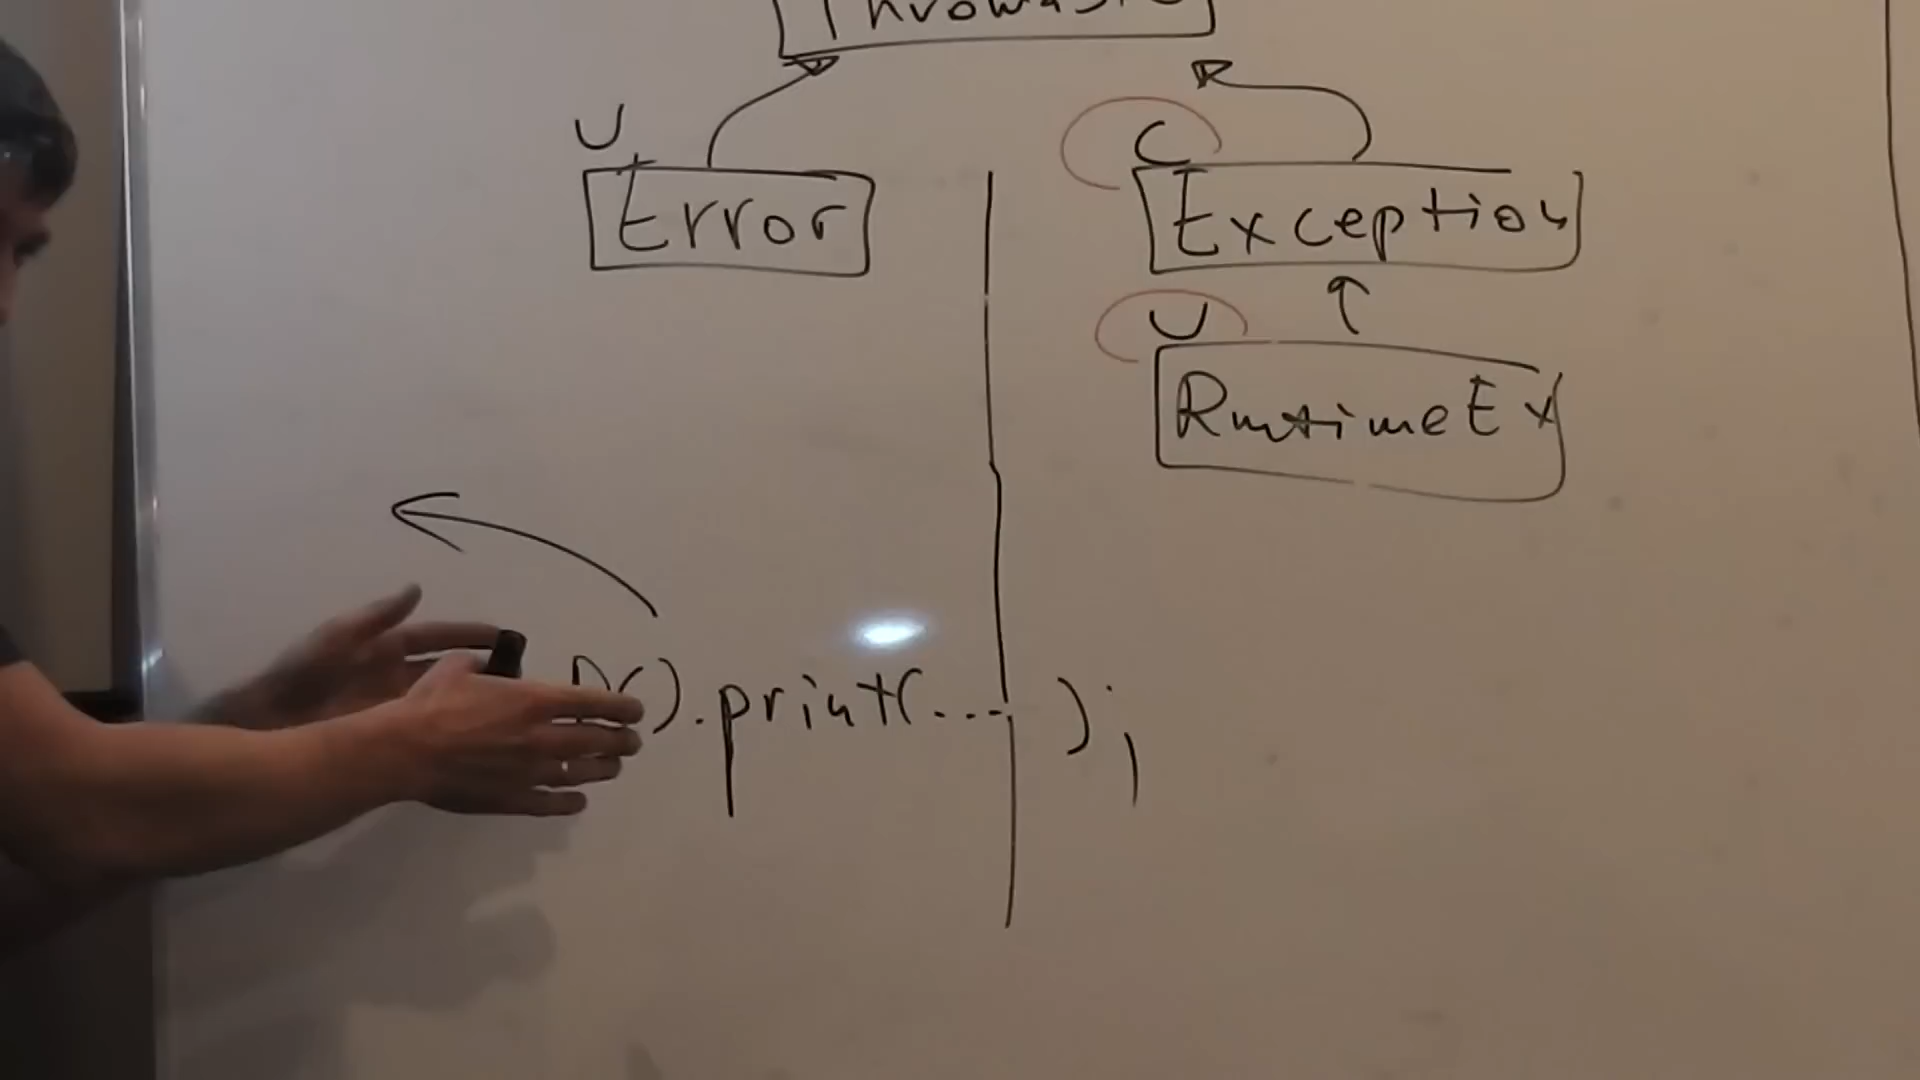 U
C
Error
Exception
U
RuntimeEx
().print(... );